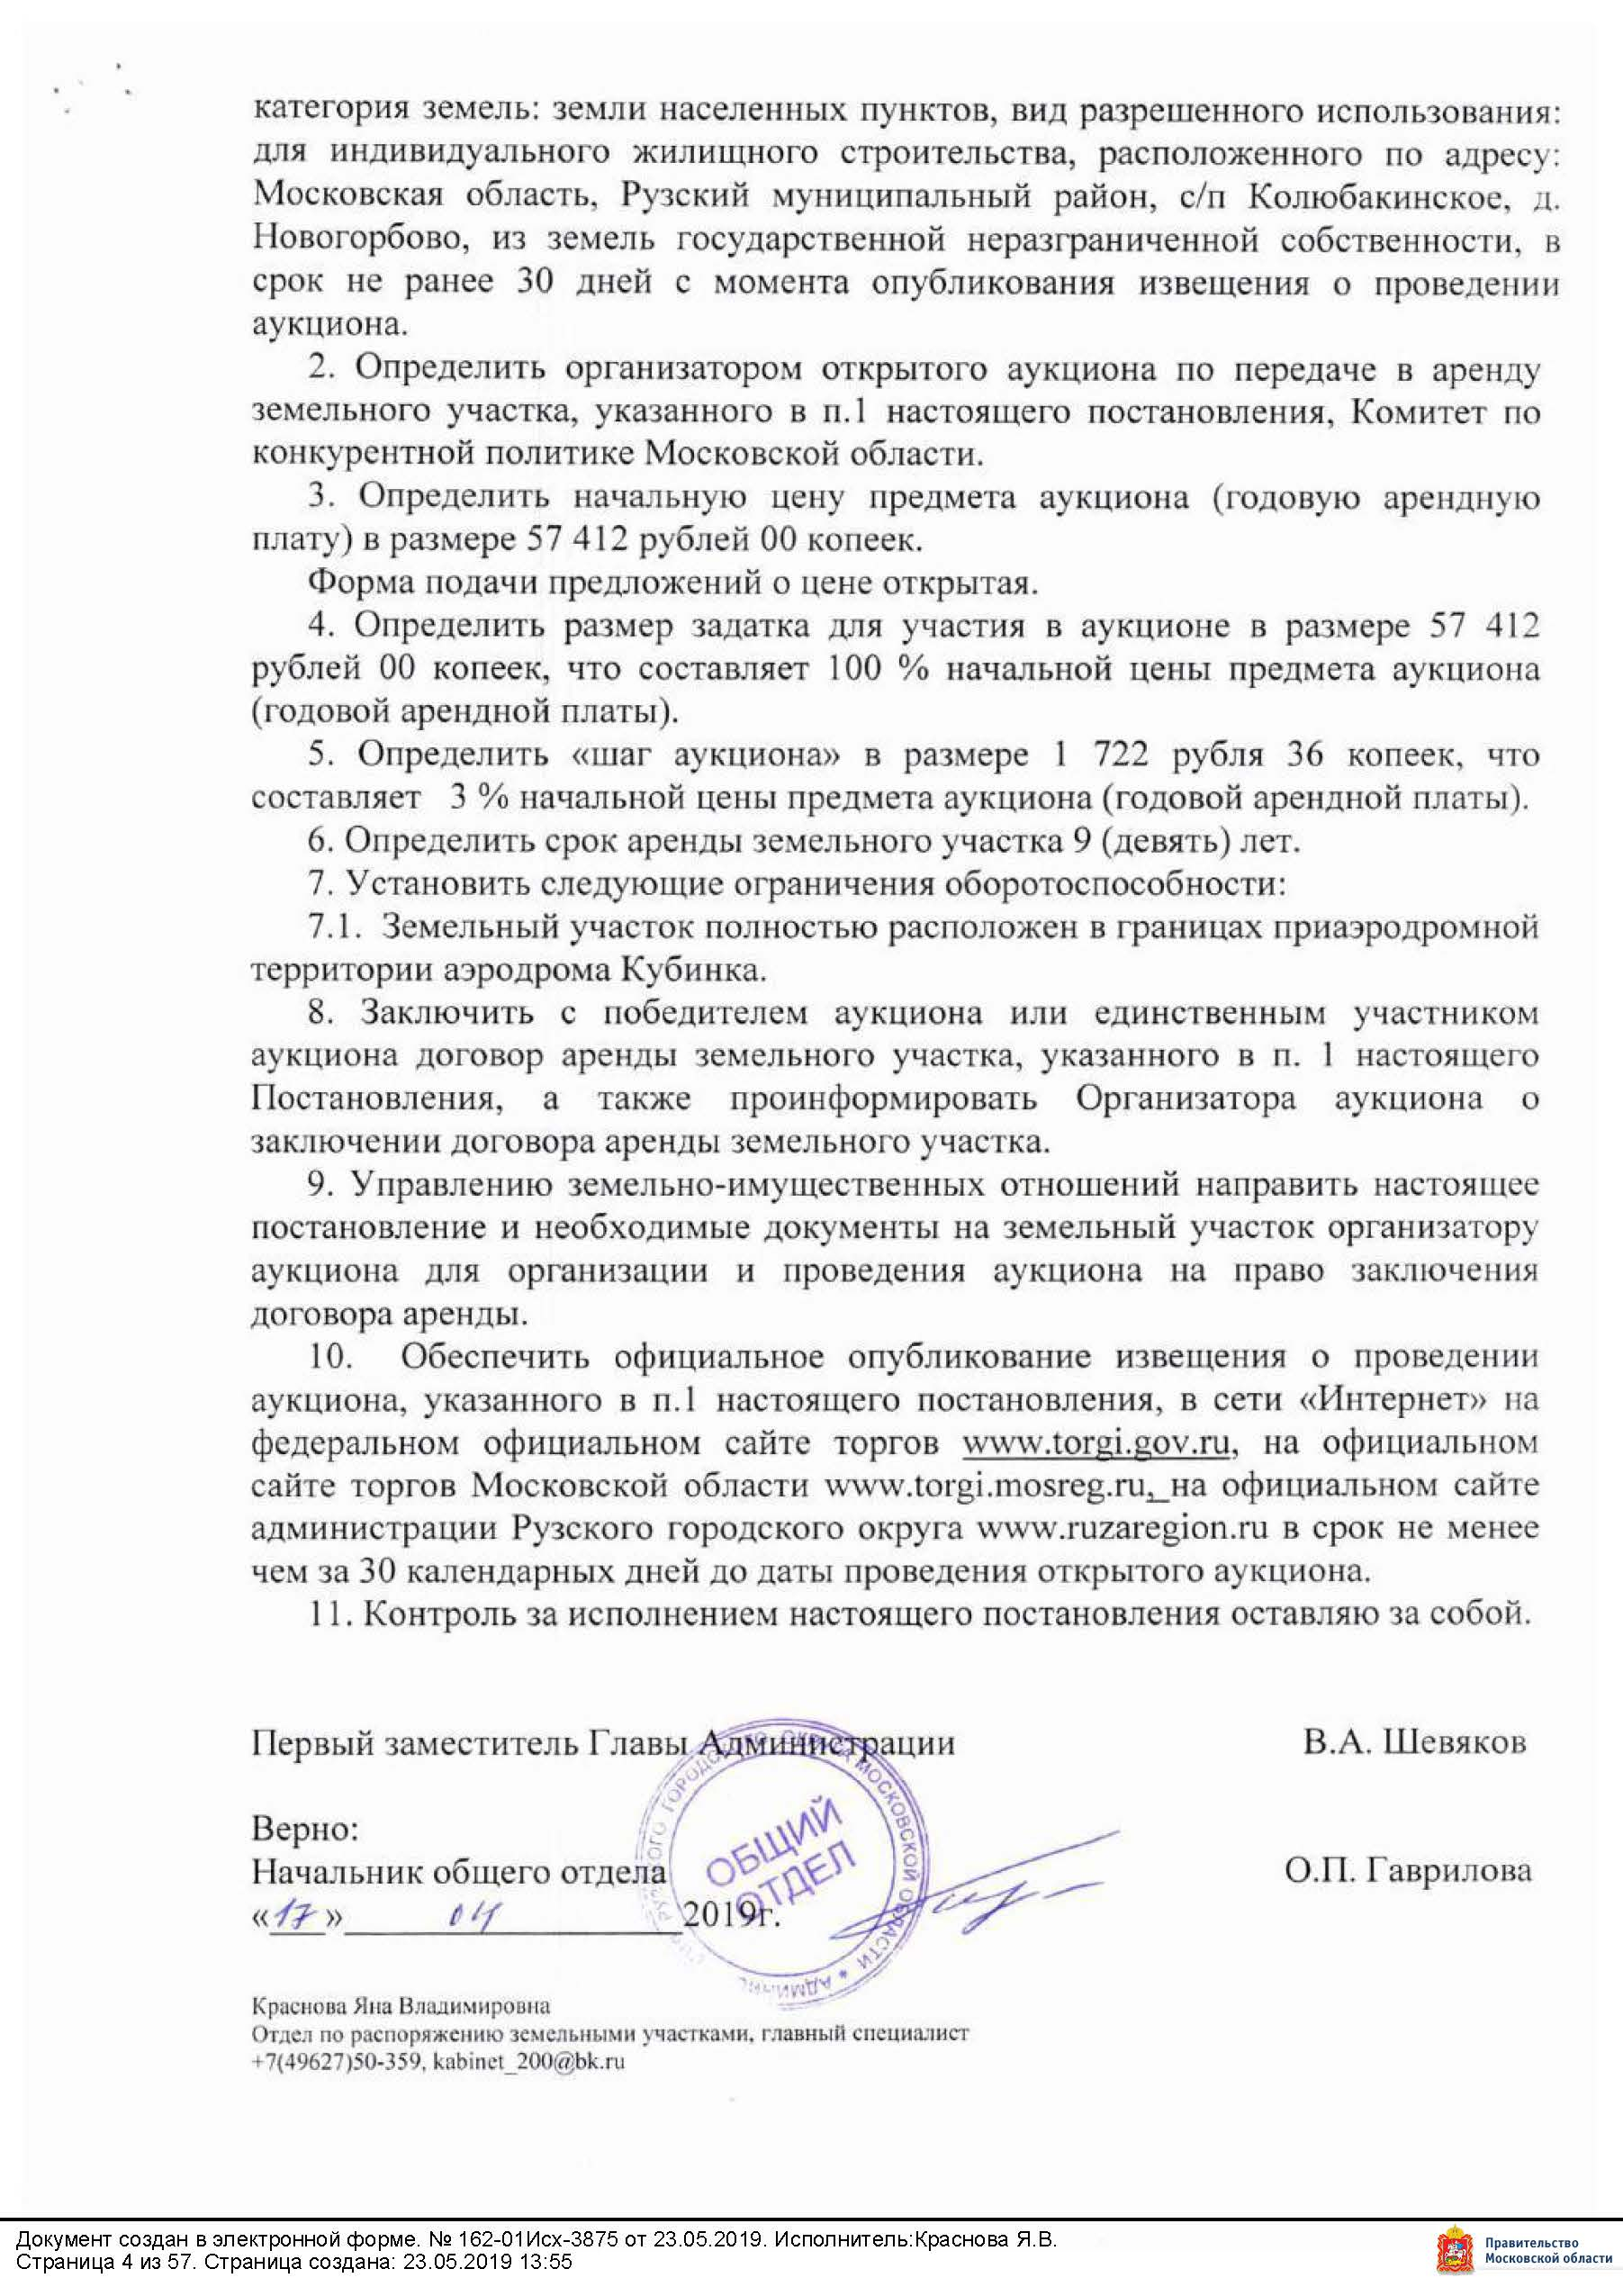 категория земель: земли населенных пунктов, вид разрешенного использования:
для индивидуального жилищного строительства, расположенного по адресу:
Московская область, Рузский муниципальный район, с/п Колюбакинское, д.
Новогорбово, из земель государственной неразграниченной собственности, в
срок не ранее 30 дней с момента опубликования извещения о проведении
аукциона.
2. Определить организатором открытого аукциона по передаче в аренду
земельного участка, указанного в п.1 настоящего постановления, Комитет по
конкурентной политике Московской области.
3. Определить начальную цену предмета аукциона (годовую арендную
плату) в размере 57 412 рублей 00 копеек.
Форма подачи предложений о цене открытая.
4. Определить размер задатка для участия в аукционе в размере 57 412
рублей 00 копеек, что составляет 100 % начальной цены предмета аукциона
(годовой арендной платы).
5. Определить «шаг аукциона» в размере 1 722 рубля 36 копеек, что
составляет 3 % начальной цены предмета аукциона (годовой арендной платы).
6. Определить срок аренды земельного участка 9 (девять) лет.
7. Установить следующие ограничения оборотоспособности:
7.1. Земельный участок полностью расположен в границах приаэродромной
территории аэродрома Кубинка.
8. Заключить с победителем аукциона или единственным участником
аукциона договор аренды земельного участка, указанного в п. 1 настоящего
Постановления, а также проинформировать Организатора аукциона о
заключении договора аренды земельного участка.
9. Управлению земельно-имущественных отношений направить настоящее
постановление и необходимые документы на земельный участок организатору
аукциона для организации и проведения аукциона на право заключения
договора аренды.
10. Обеспечить официальное опубликование извещения о проведении
аукциона, указанного в п.1 настоящего постановления, в сети «Интернет» на
федеральном официальном сайте торгов www.torgi.gov.ru, на официальном
сайте торгов Московской области www.torgi.mosreg.ru, на официальном сайте
администрации Рузского городского округа www.ruzaregion.ru в срок не менее
чем за 30 календарных дней до даты проведения открытого аукциона.
11. Контроль за исполнением настоящего постановления оставляю за собой.
Первый заместитель Главы Администрации В.А. Шевяков
Верно:
Начальник общего отдела О.П. Гаврилова
«17» 04 2019г.
ОБЩИЙ
ОТДЕЛ
ГОРОДСКОГО ОКРУГА МОСКОВСКОЙ ОБЛАСТИ
Краснова Яна Владимировна
Отдел по распоряжению земельными участками, главный специалист
+7(49627)50-359, kabinet_200@bk.ru
Документ создан в электронной форме. № 162-01Исх-3875 от 23.05.2019. Исполнитель:Краснова Я.В.
Страница 4 из 57. Страница создана: 23.05.2019 13:55
Правительство
Московской области